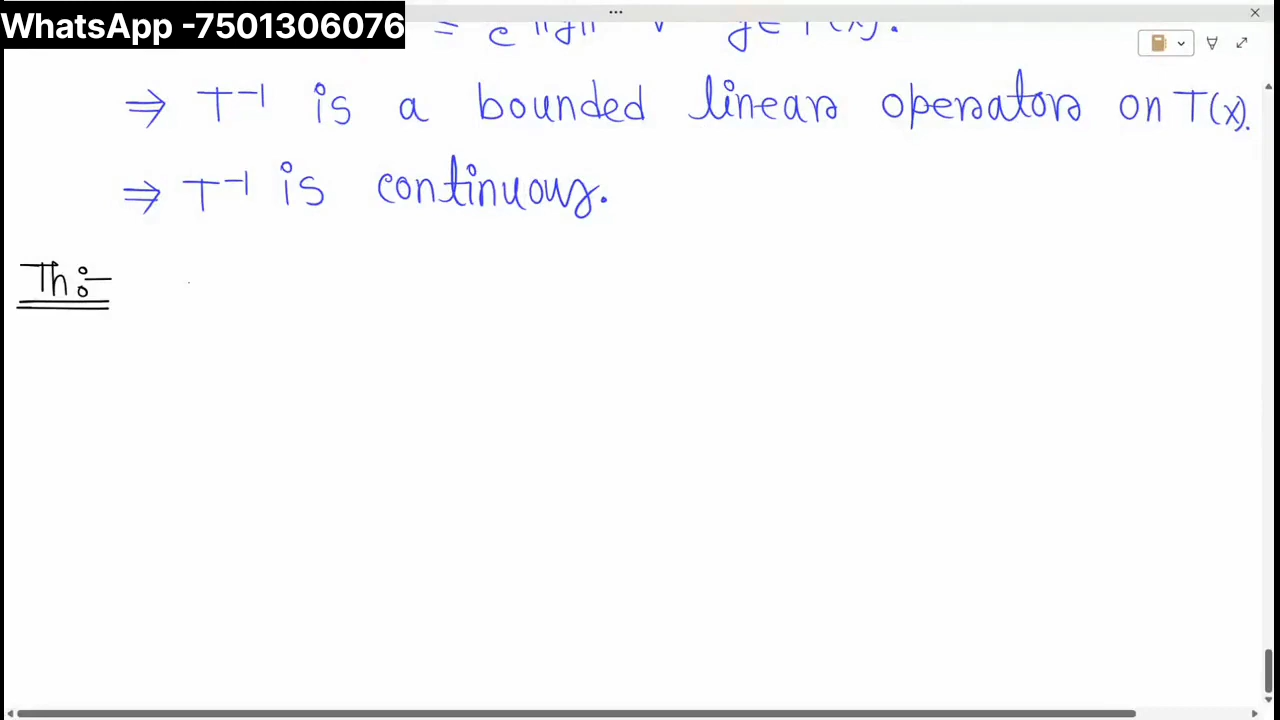 WhatsApp -7501306076
⇒ T⁻¹ is a bounded linear operator on T(X).
⇒ T⁻¹ is continuous.
Th :-